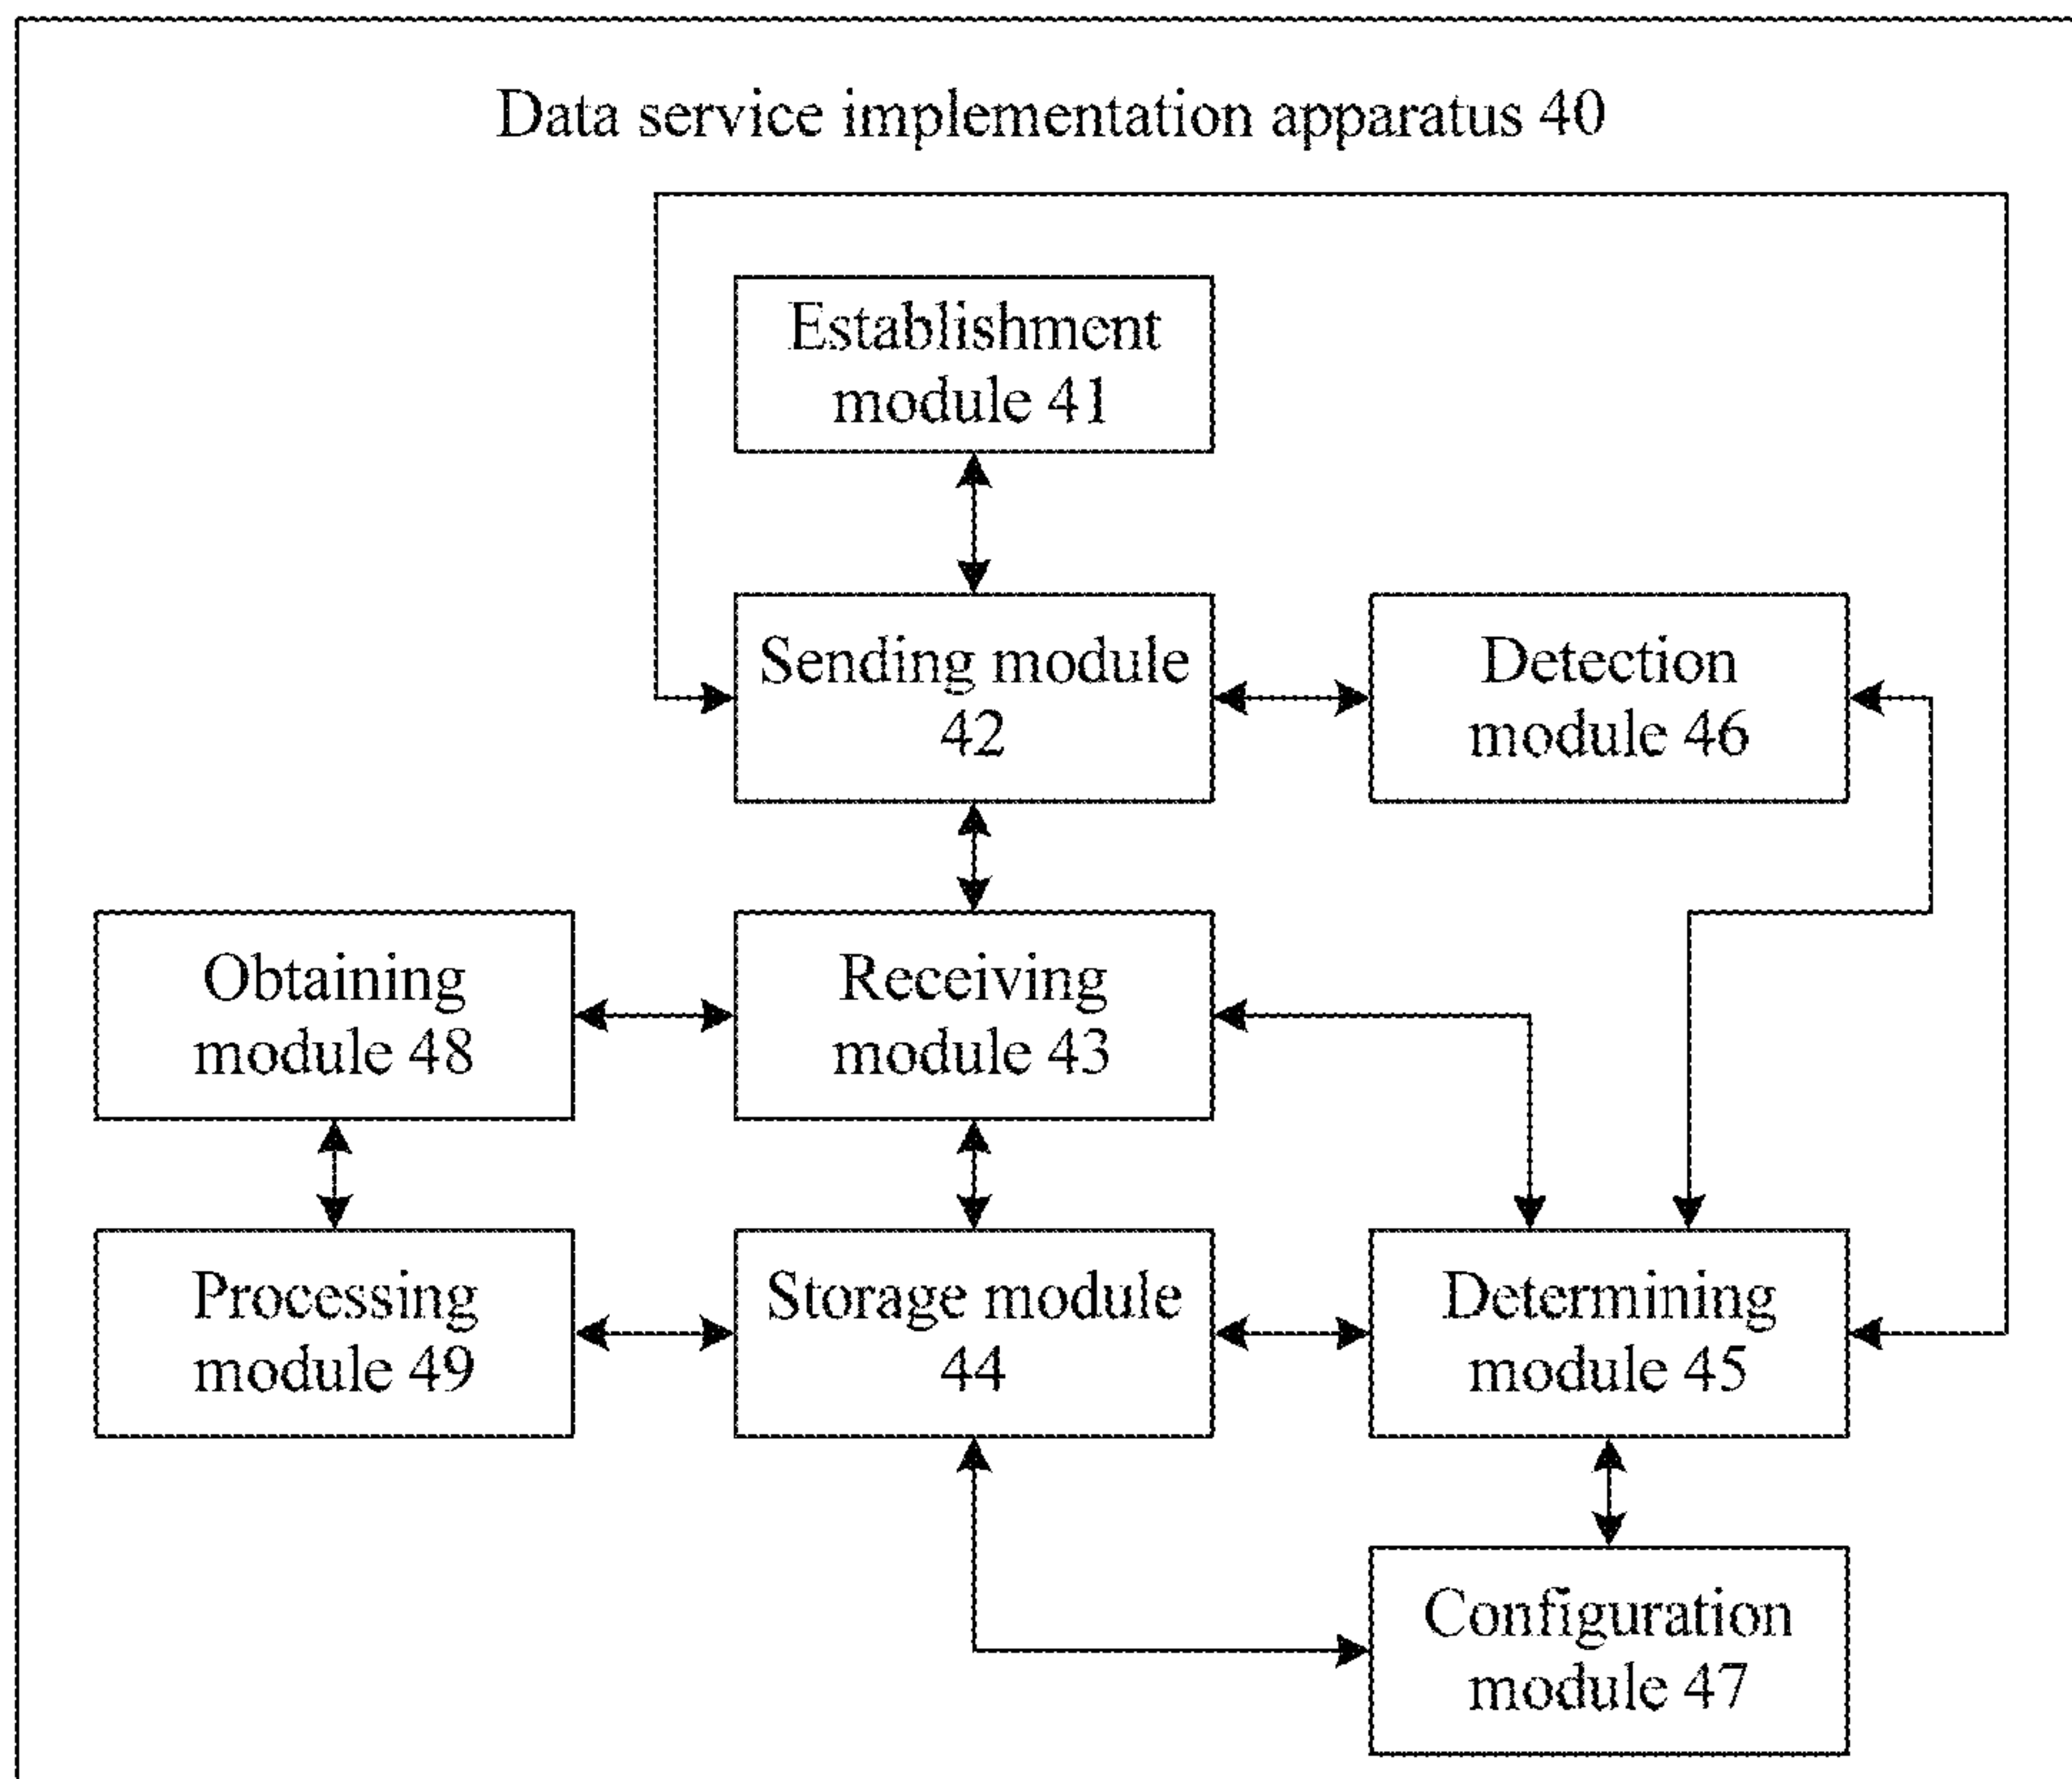 Data service implementation apparatus 40
Establishment
module 41
Sending module
42
Detection
module 46
Obtaining
module 48
Receiving
module 43
Processing
module 49
Storage module
44
Determining
module 45
Configuration
module 47